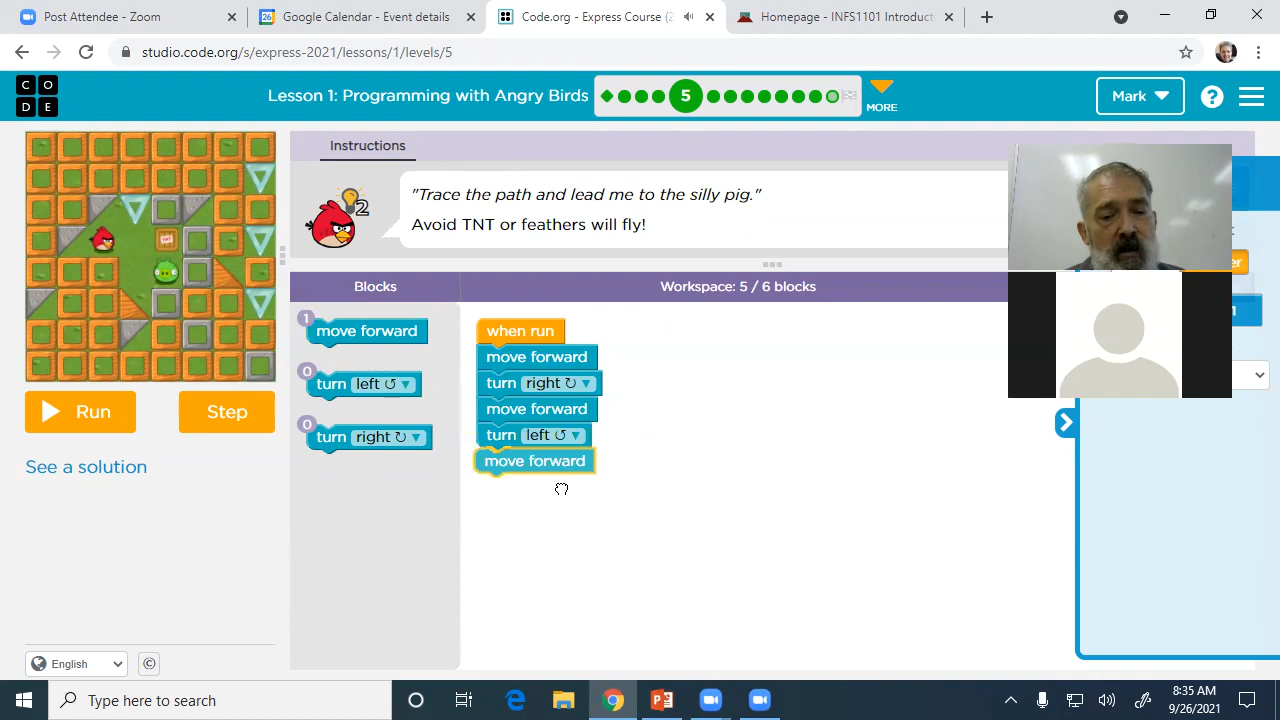 Post Attendee - Zoom
Google Calendar - Event details
Code.org - Express Course (2
Homepage - INFS1101 Introducti
26
studio.code.org/s/express-2021/lessons/1/levels/5
C O
D E
Lesson 1: Programming with Angry Birds
5
MORE
Mark
?
Instructions
2
"Trace the path and lead me to the silly pig."
Avoid TNT or feathers will fly!
TNT
Blocks
Workspace: 5 / 6 blocks
1
move forward
0
turn left
0
turn right
when run
move forward
turn right
move forward
turn left
move forward
Run
Step
See a solution
English
©
Type here to search
8:35 AM
9/26/2021